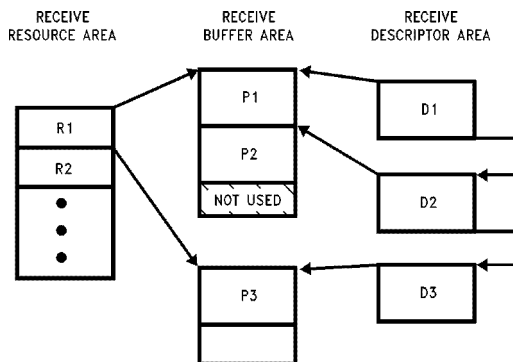 RECEIVE
RESOURCE AREA
RECEIVE
BUFFER AREA
RECEIVE
DESCRIPTOR AREA
R1
R2
P1
P2
NOT USED
P3
D1
D2
D3